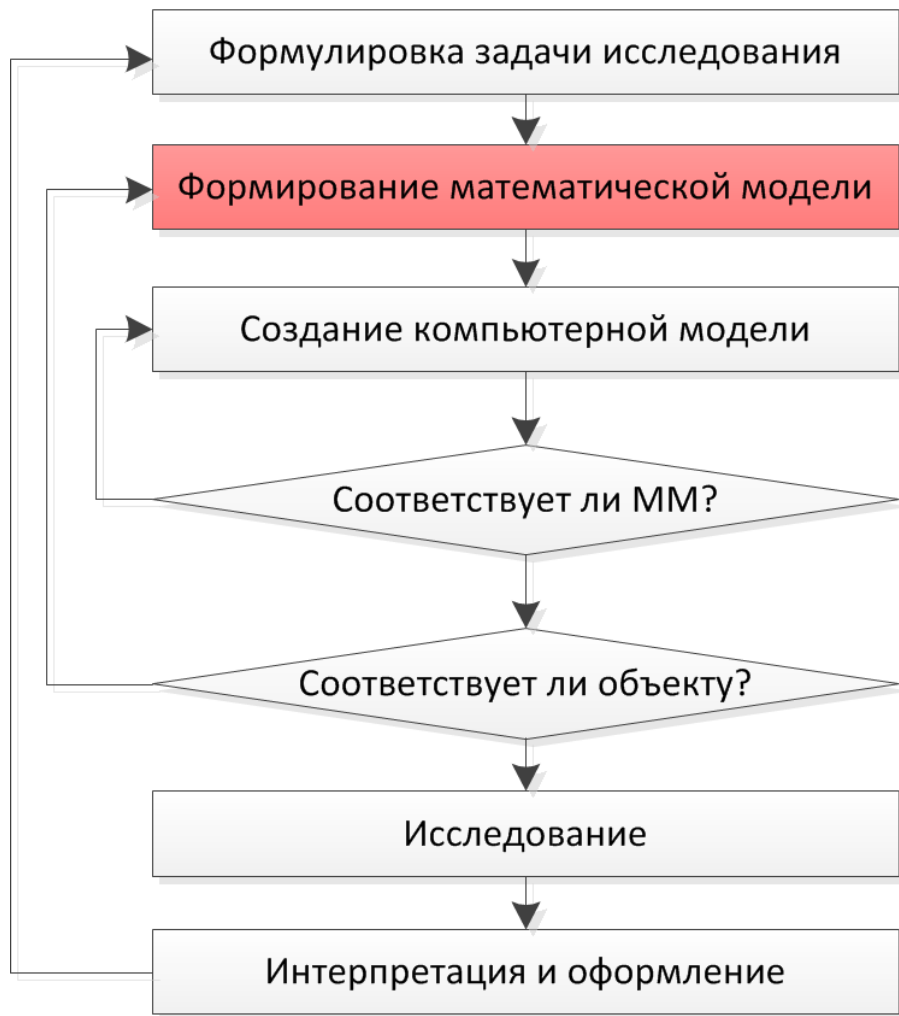 Формулировка задачи исследования
Формирование математической модели
Создание компьютерной модели
Соответствует ли ММ?
Соответствует ли объекту?
Исследование
Интерпретация и оформление